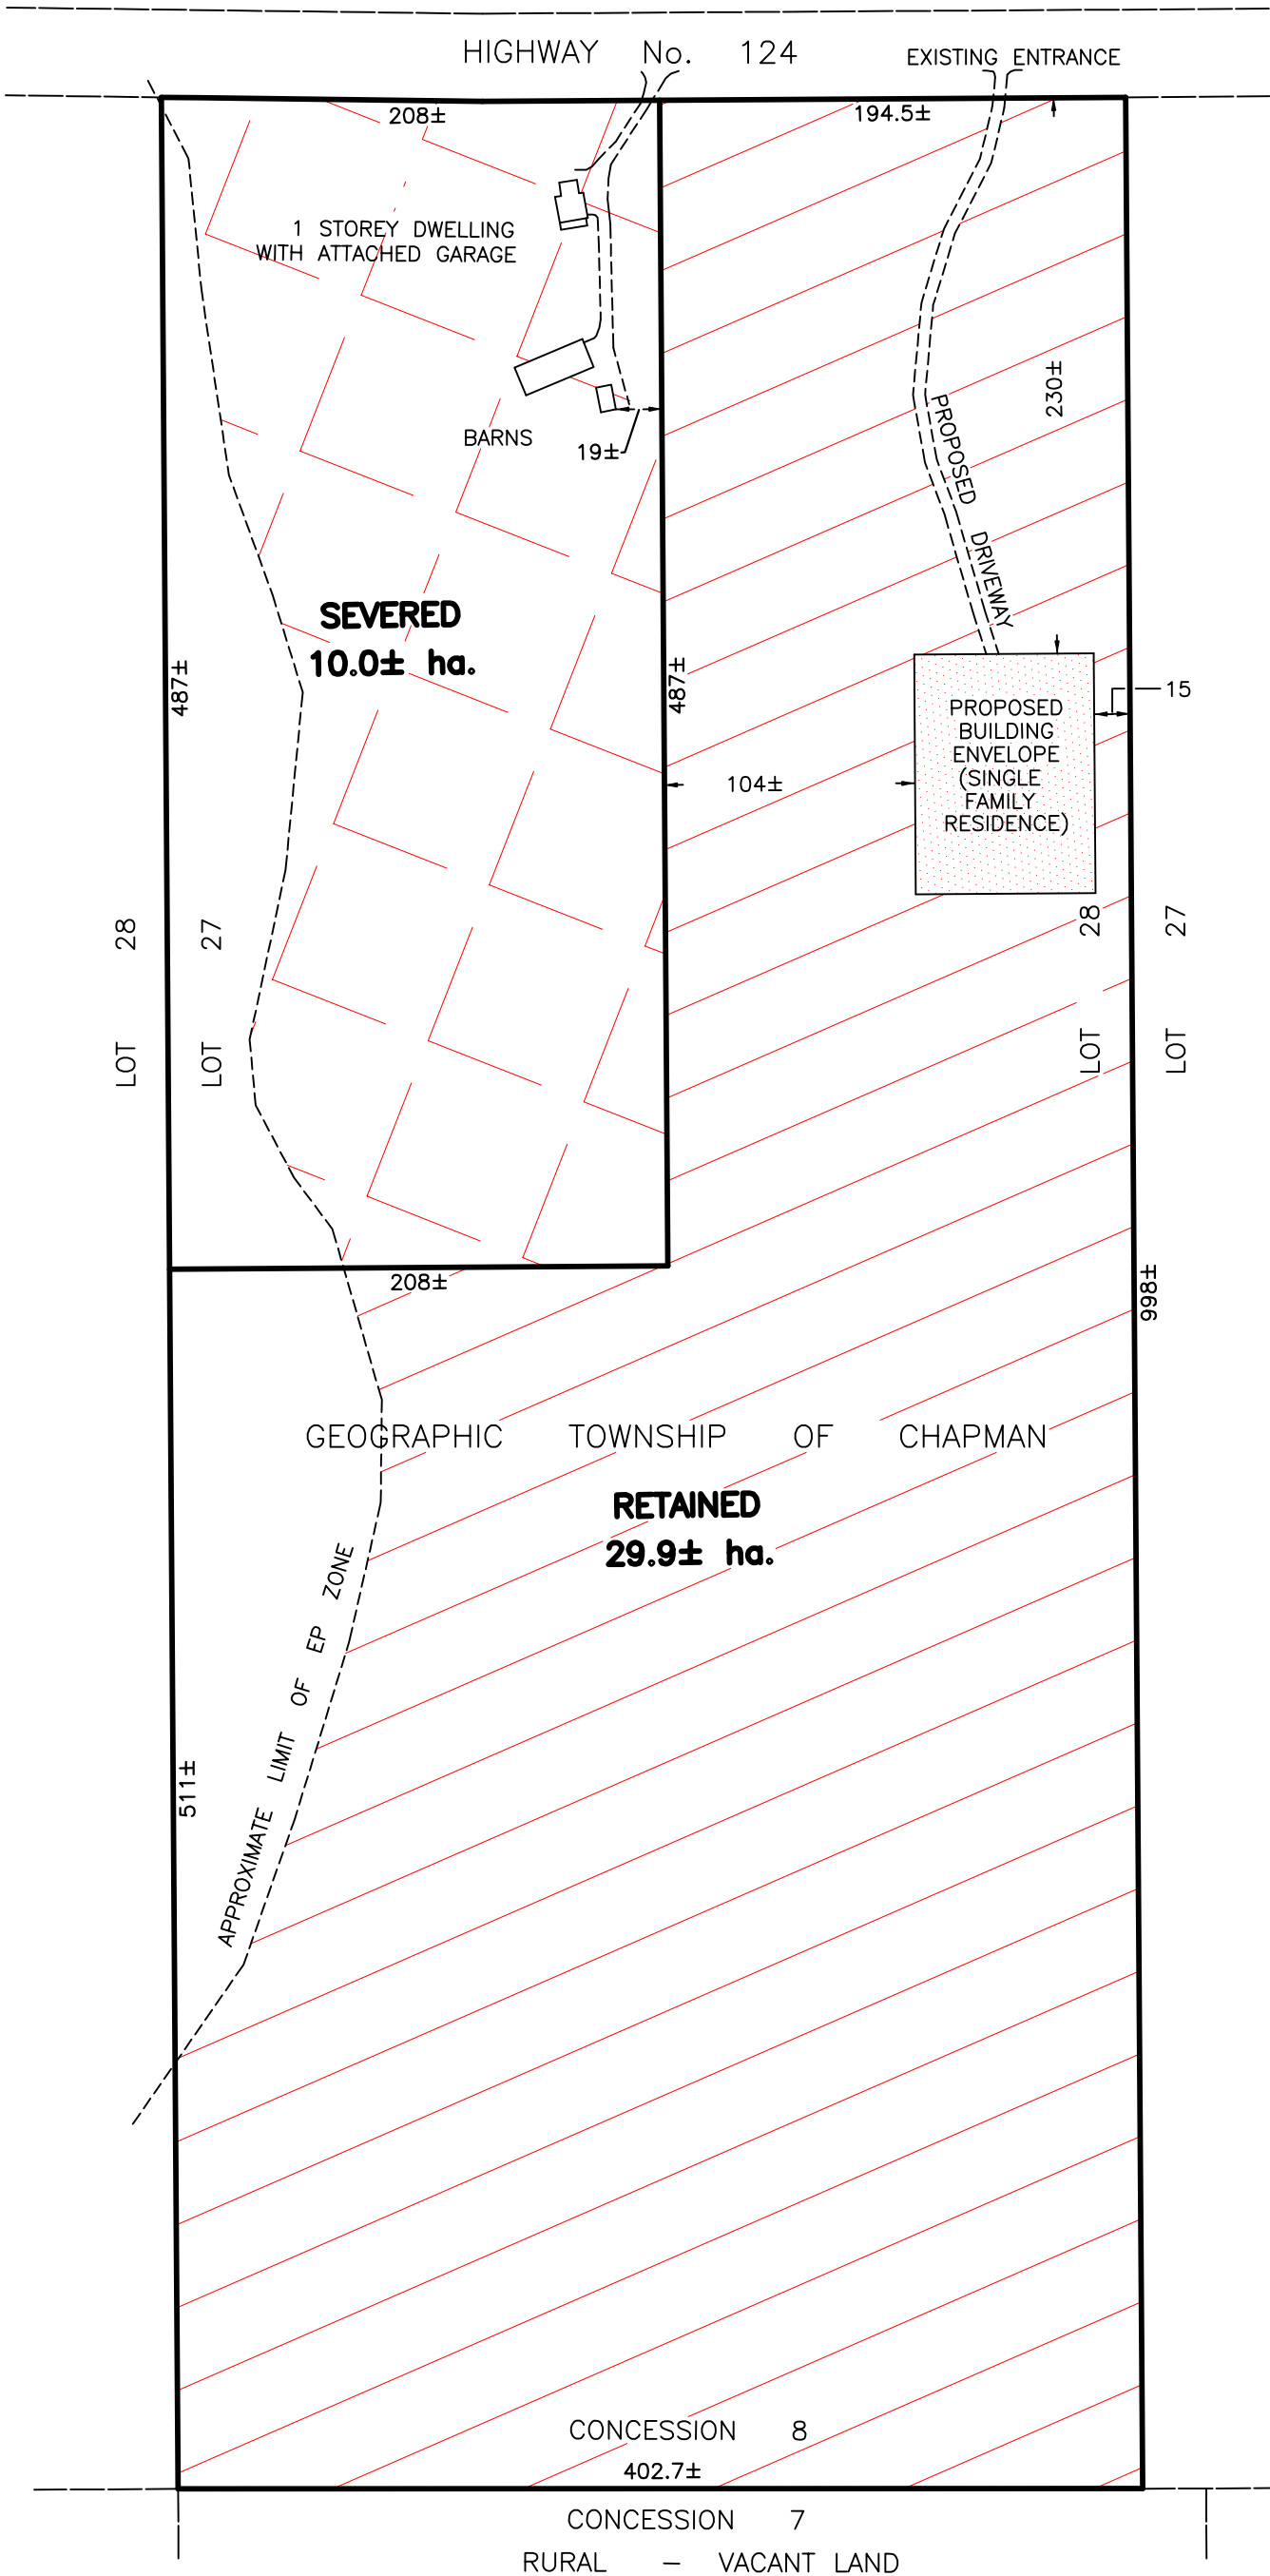 HIGHWAY No. 124
EXISTING ENTRANCE
208±
194.5±
1 STOREY DWELLING
WITH ATTACHED GARAGE
230±
BARNS
19±
PROPOSED DRIVEWAY
SEVERED
10.0± ha.
487±
487±
15
PROPOSED
BUILDING
ENVELOPE
(SINGLE
FAMILY
RESIDENCE)
104±
LOT 28
LOT 27
LOT 28
LOT 27
208±
998±
GEOGRAPHIC TOWNSHIP OF CHAPMAN
RETAINED
29.9± ha.
APPROXIMATE LIMIT OF EP ZONE
511±
CONCESSION 8
402.7±
CONCESSION 7
RURAL - VACANT LAND